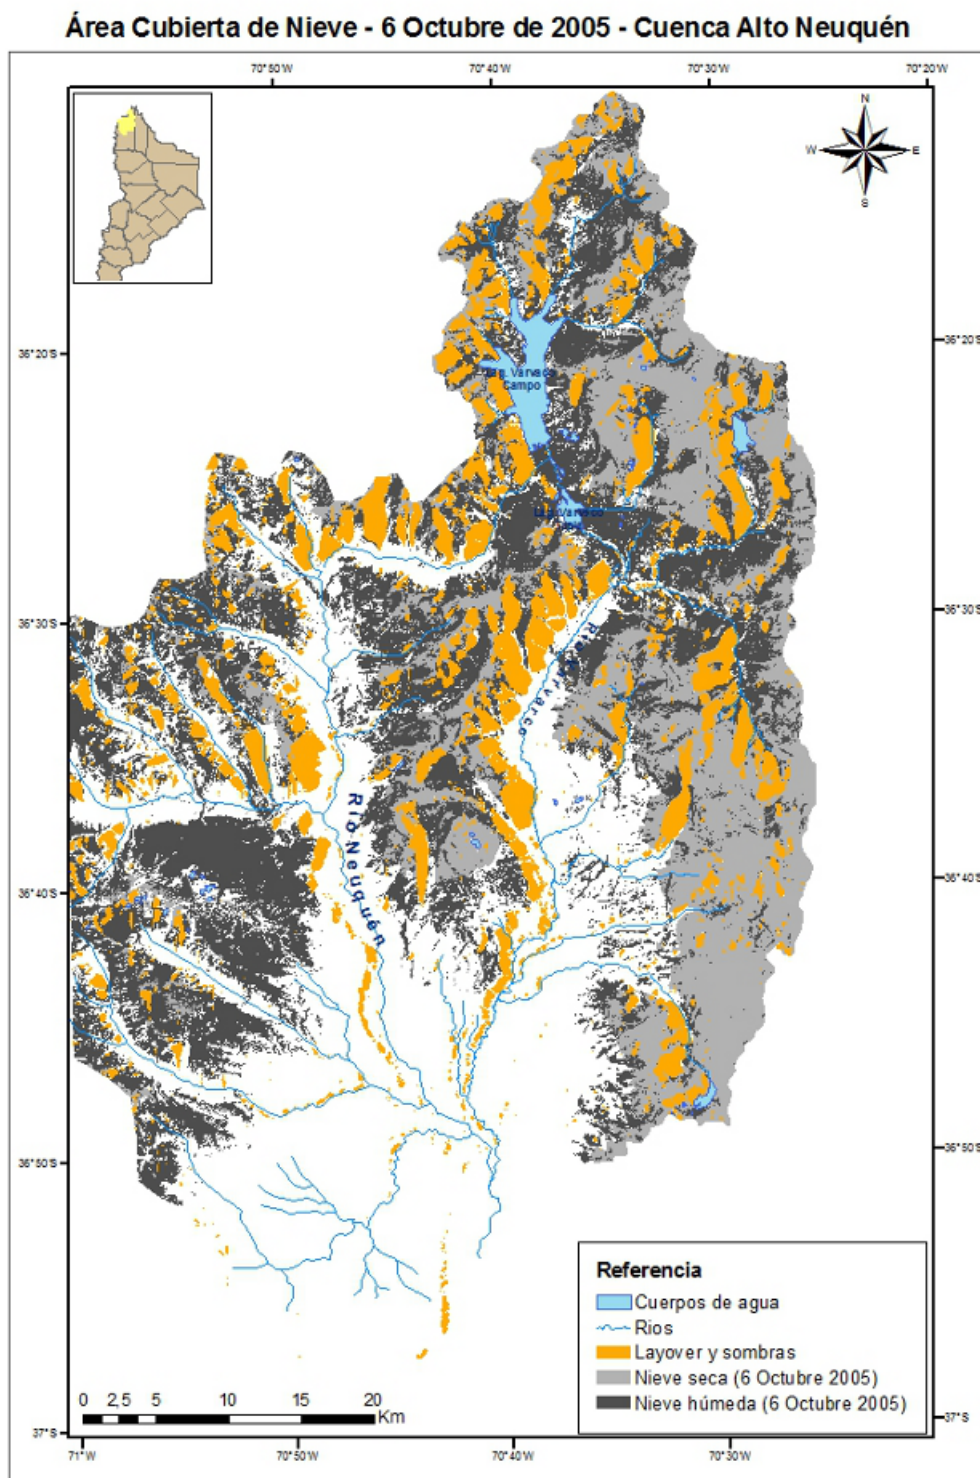 Área Cubierta de Nieve - 6 Octubre de 2005 - Cuenca Alto Neuquén
70°50'W
70°40'W
70°30'W
70°20'W
N
W
E
S
36°20'S
36°20'S
Lag. Varvaco
Campo
36°30'S
36°30'S
Río Neuquén
36°40'S
36°40'S
36°50'S
36°50'S
Referencia
Cuerpos de agua
Rios
Layover y sombras
Nieve seca (6 Octubre 2005)
Nieve húmeda (6 Octubre 2005)
0 2,5 5 10 15 20
Km
37°S
37°S
71°W
70°50'W
70°40'W
70°30'W